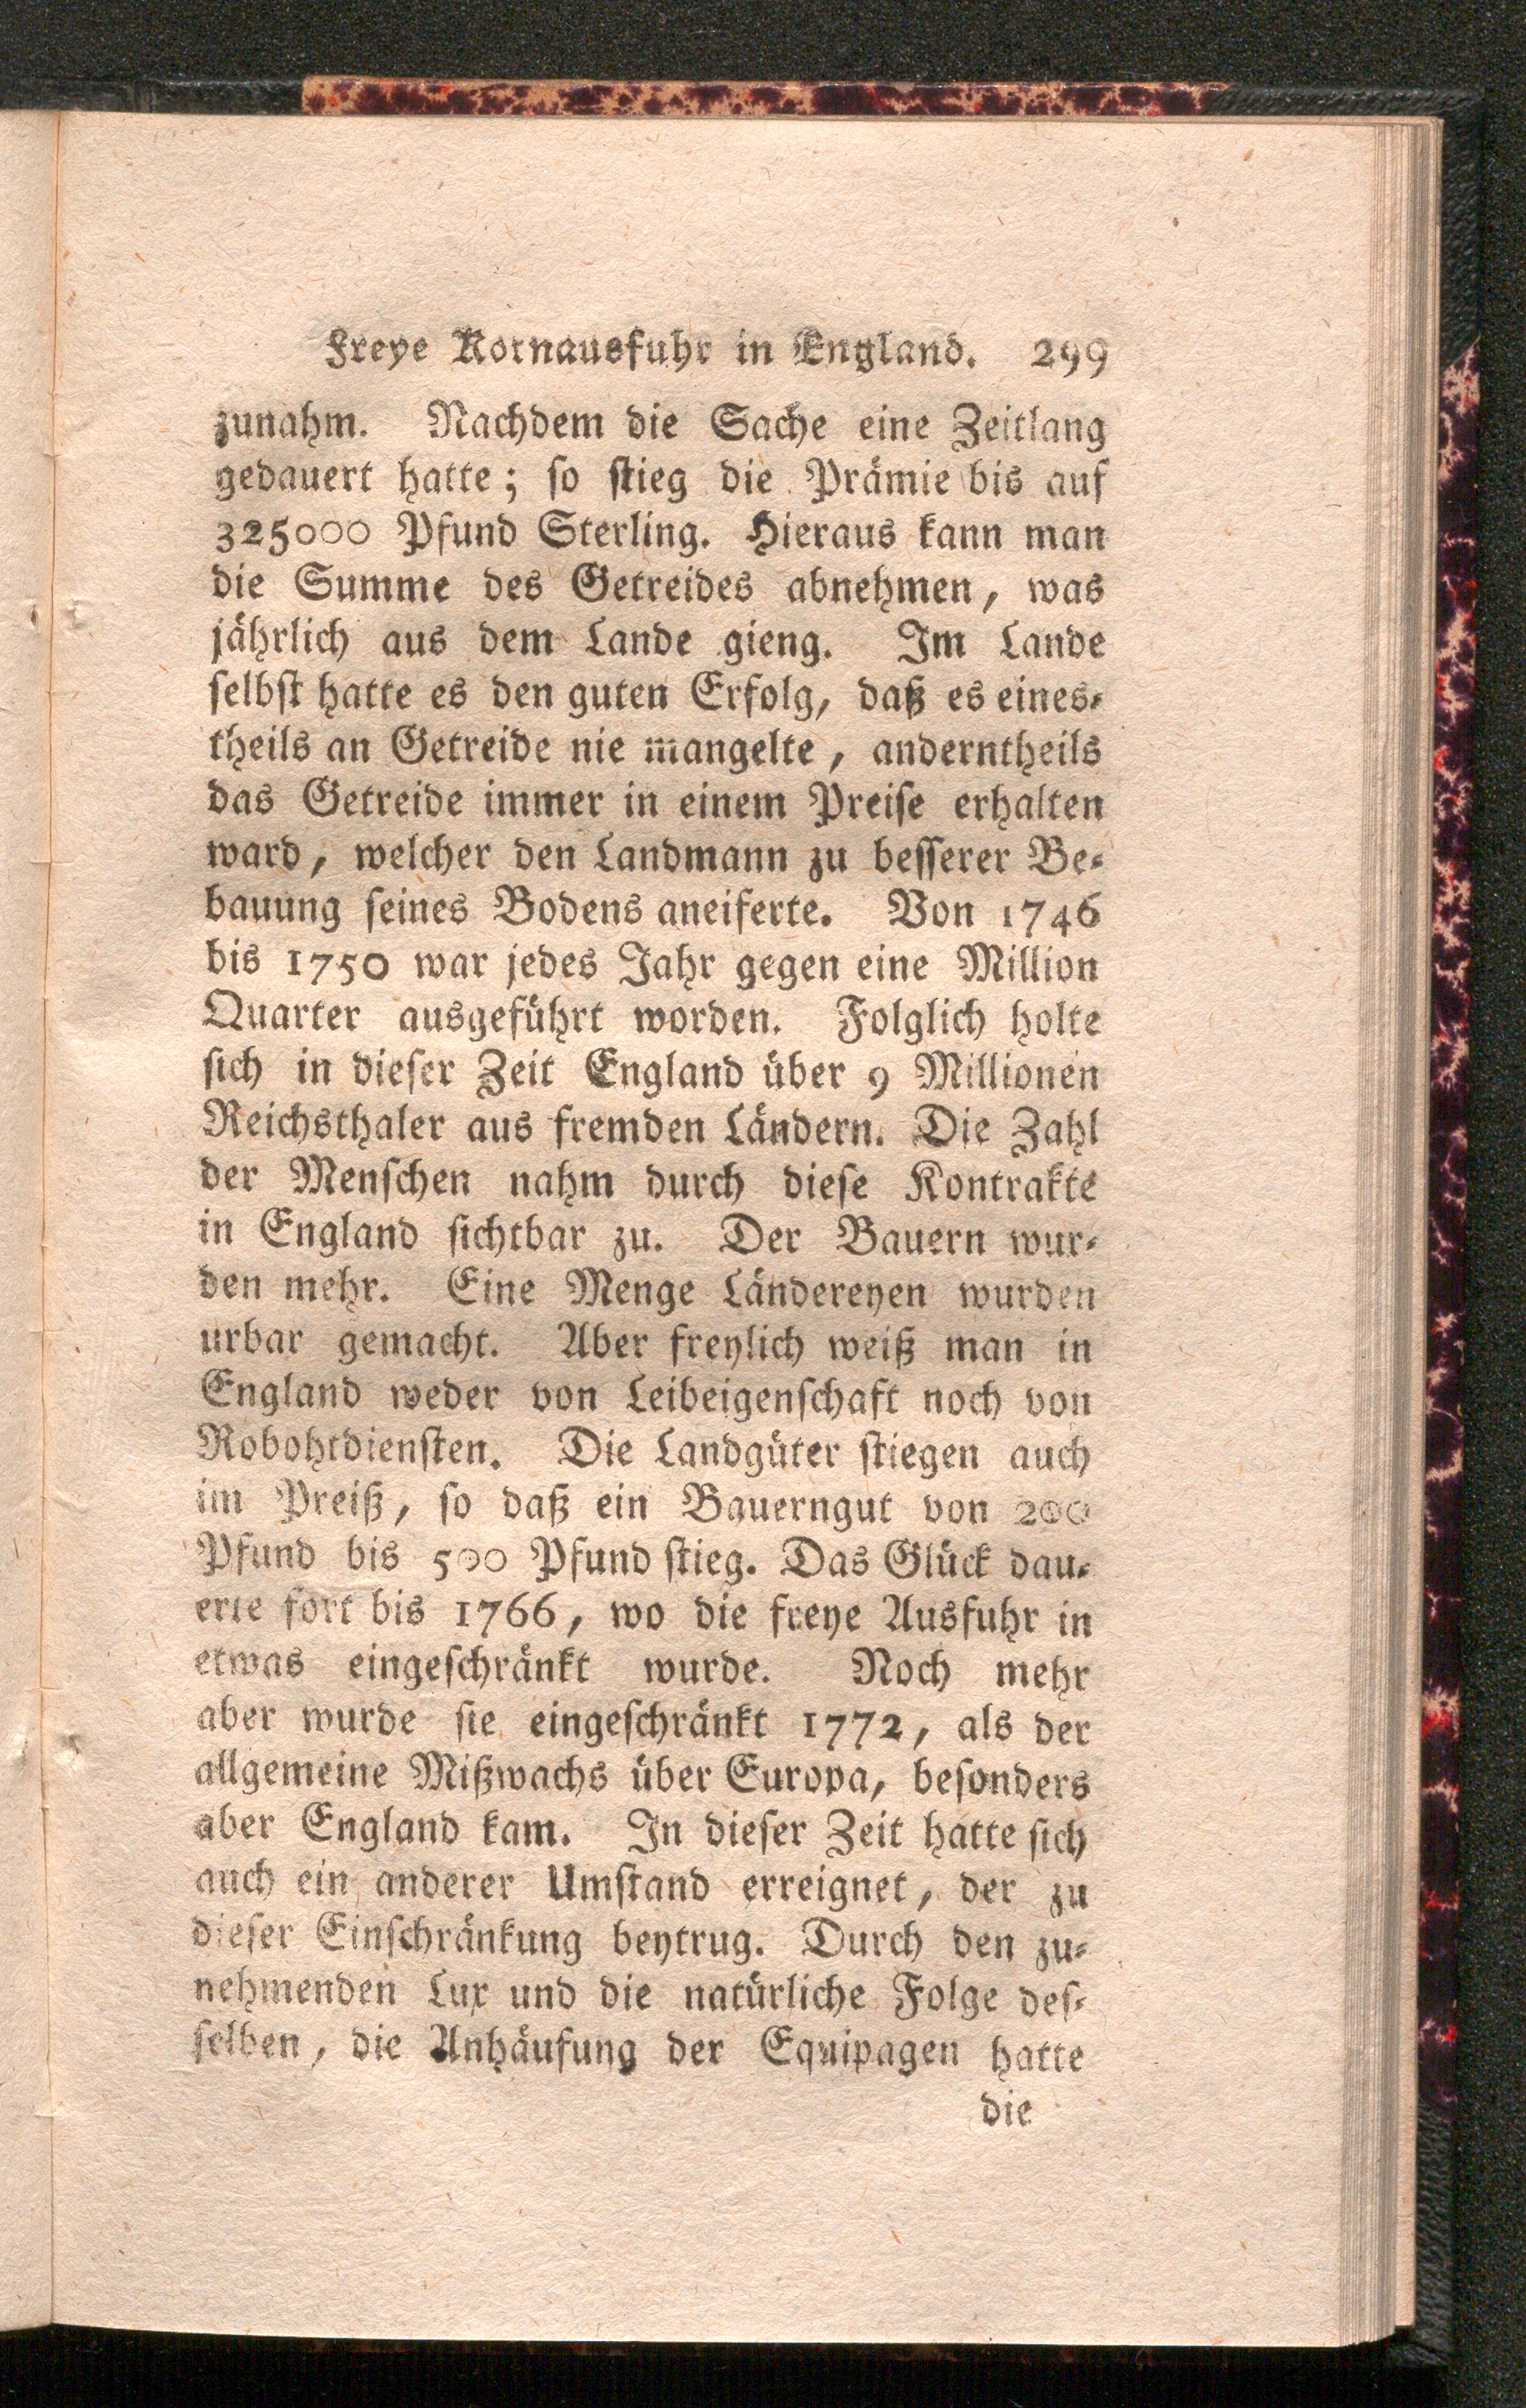 Freye Kornausfuhr in England. 299
zunahm. Nachdem die Sache eine Zeitlang
gedauert hatte; so stieg die Prämie bis auf
325000 Pfund Sterling. Hieraus kann man
die Summe des Getreides abnehmen, was
jährlich aus dem Lande gieng. Im Lande
selbst hatte es den guten Erfolg, daß es eines-
theils an Getreide nie mangelte, anderntheils
das Getreide immer in einem Preise erhalten
ward, welcher den Landmann zu besserer Be-
bauung seines Bodens aneiferte. Von 1746
bis 1750 war jedes Jahr gegen eine Million
Quarter ausgeführt worden. Folglich holte
sich in dieser Zeit England über 9 Millionen
Reichsthaler aus fremden Ländern. Die Zahl
der Menschen nahm durch diese Kontrakte
in England sichtbar zu. Der Bauern wur-
den mehr. Eine Menge Ländereyen wurden
urbar gemacht. Aber freylich weiß man in
England weder von Leibeigenschaft noch von
Robohtdiensten. Die Landgüter stiegen auch
im Preiß, so daß ein Bauerngut von 200
Pfund bis 500 Pfund stieg. Das Glück dau-
erte fort bis 1766, wo die freye Ausfuhr in
etwas eingeschränkt wurde. Noch mehr
aber wurde sie eingeschränkt 1772, als der
allgemeine Mißwachs über Europa, besonders
aber England kam. In dieser Zeit hatte sich
auch ein anderer Umstand erreignet, der zu
dieser Einschränkung beytrug. Durch den zu-
nehmenden Lux und die natürliche Folge des-
selben, die Anhäufung der Equipagen hatte
die